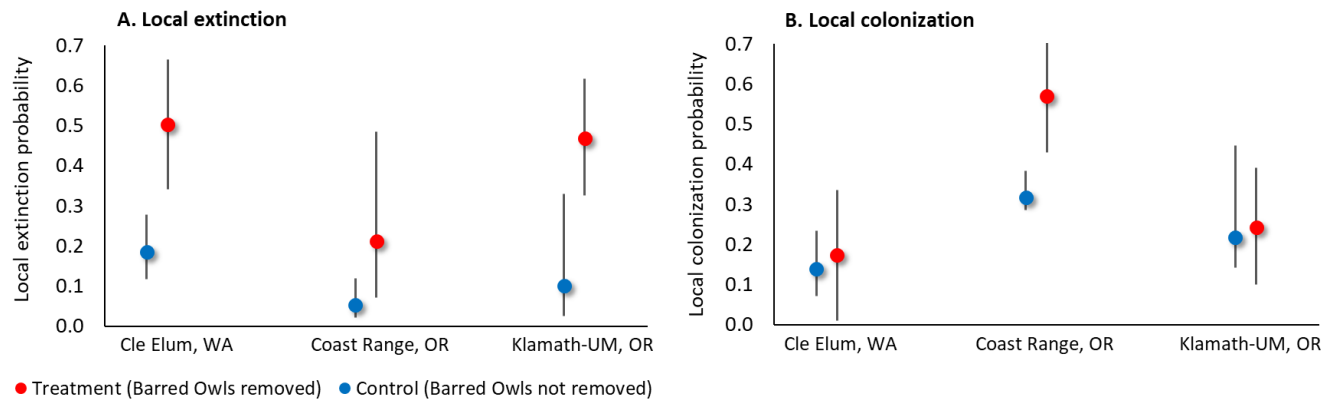 A. Local extinction
Local extinction probability
0.7
0.6
0.5
0.4
0.3
0.2
0.1
0.0
Cle Elum, WA
Coast Range, OR
Klamath-UM, OR
Treatment (Barred Owls removed)
Control (Barred Owls not removed)
B. Local colonization
Local colonization probability
0.7
0.6
0.5
0.4
0.3
0.2
0.1
0.0
Cle Elum, WA
Coast Range, OR
Klamath-UM, OR